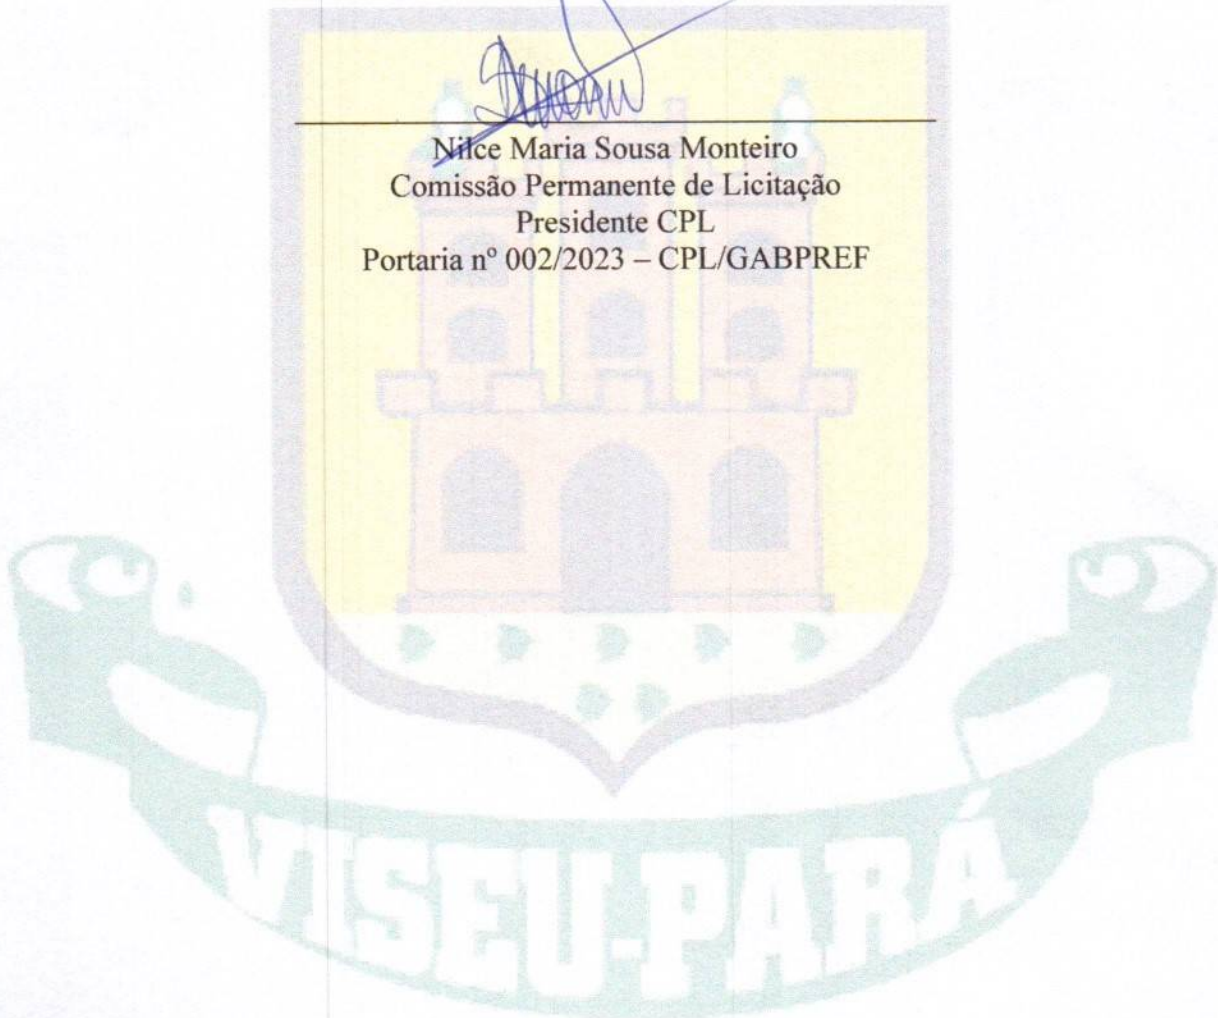 Nilce Maria Sousa Monteiro
Comissão Permanente de Licitação
Presidente CPL
Portaria nº 002/2023 – CPL/GABPREF
VISEU-PARÁ